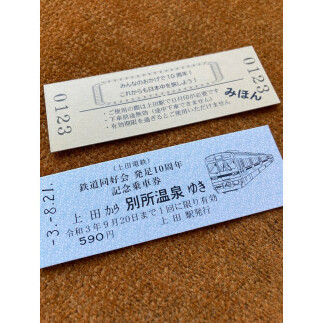 みんなのおかげで10周年!
これからも日本中を旅しよう!
・ご使用の際は上田駅で日付印が必要です
・下車前途無効(途中下車できません)
・有効期限を過ぎるとご使用いただけません
みほん
0123
0123
-3.-8.21.
(上田電鉄)
鉄道同好会 発足10周年
記念乗車券
上田から別所温泉ゆき
令和3年9月20日まで1回に限り有効
590円
上田駅発行